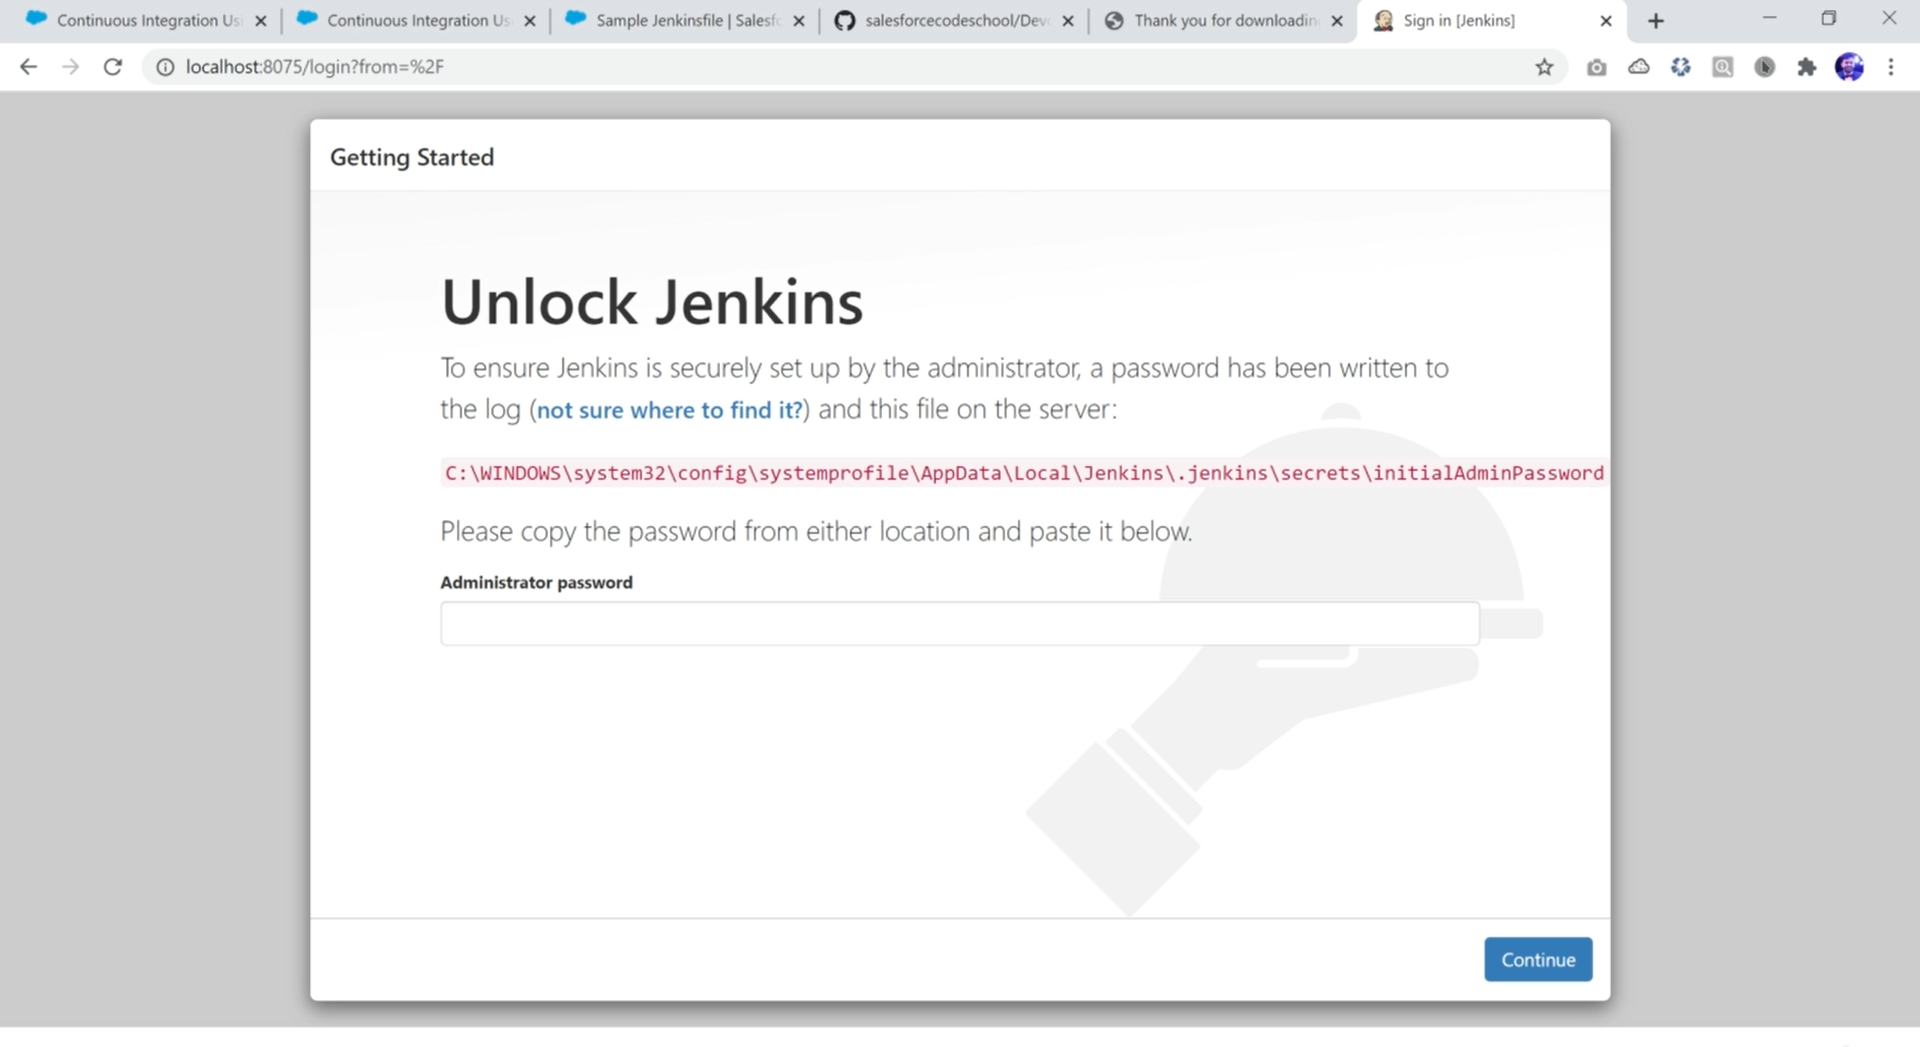 Continuous Integration Us
Continuous Integration Us
Sample Jenkinsfile | Salesfo
salesforcecodeschool/Dev
Thank you for downloadin
Sign in [Jenkins]
localhost:8075/login?from=%2F
Getting Started
Unlock Jenkins
To ensure Jenkins is securely set up by the administrator, a password has been written to
the log (not sure where to find it?) and this file on the server:
C:\WINDOWS\system32\config\systemprofile\AppData\Local\Jenkins\.jenkins\secrets\initialAdminPassword
Please copy the password from either location and paste it below.
Administrator password
Continue